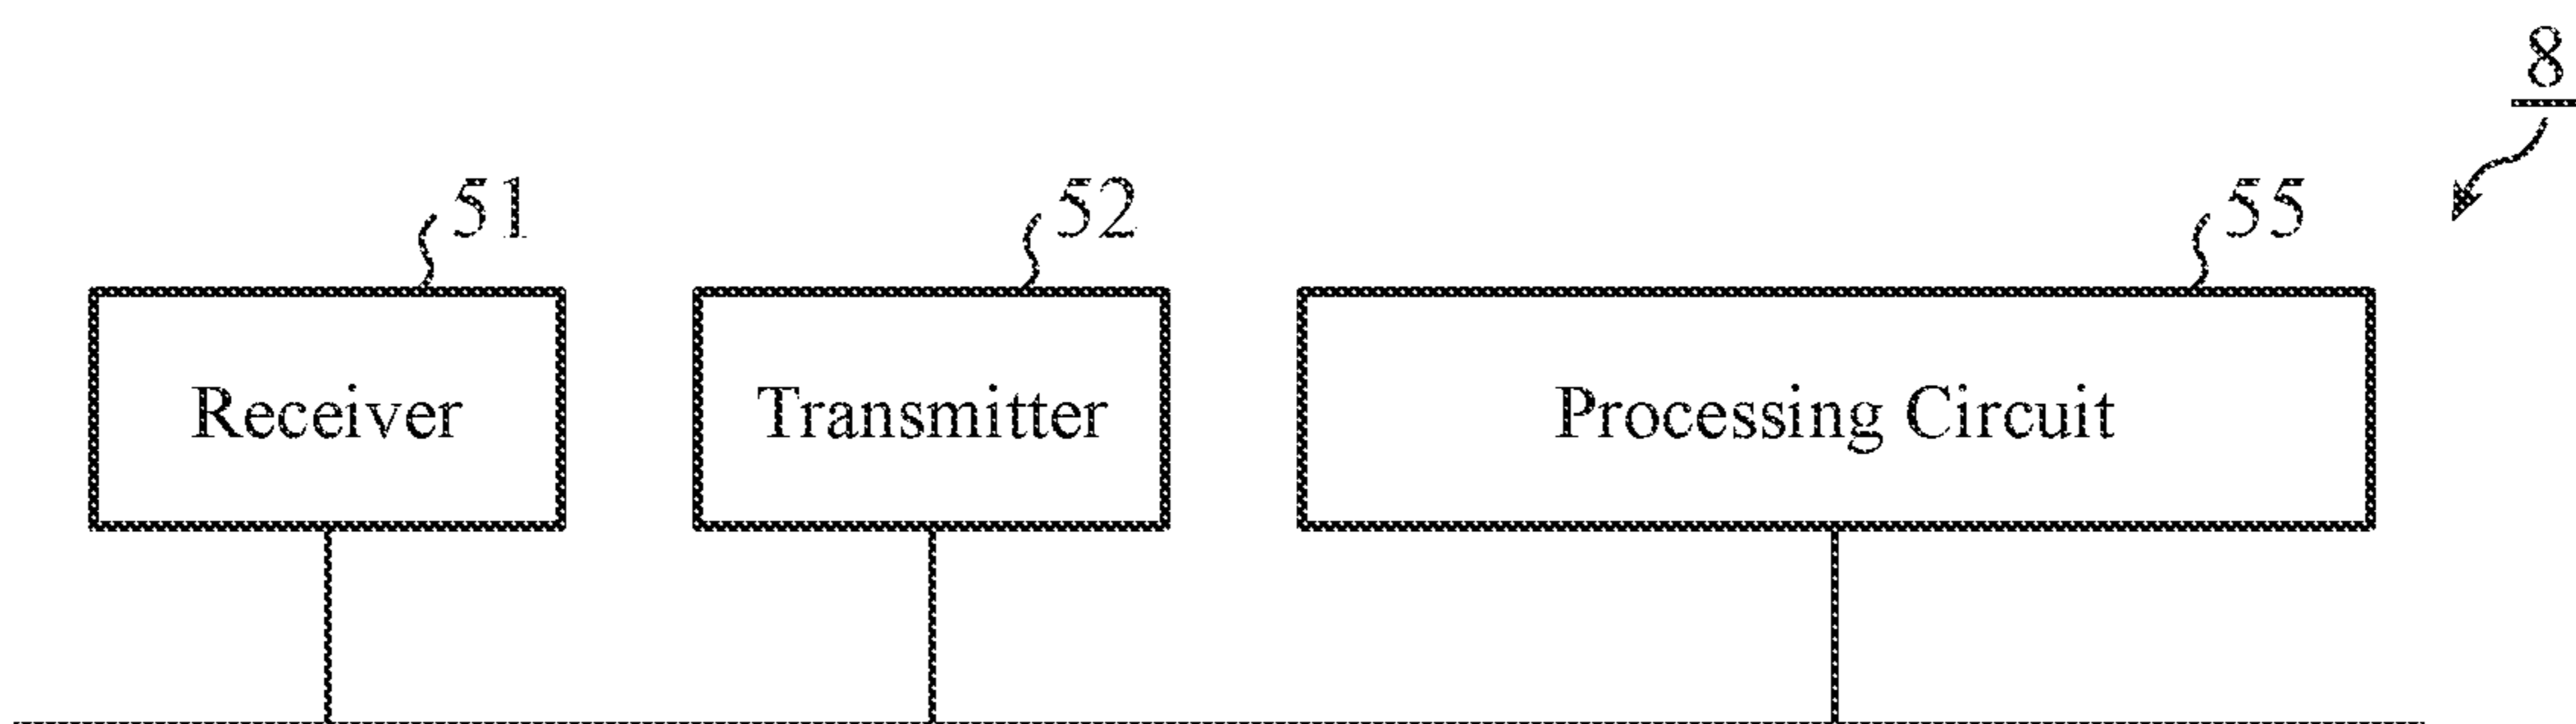 8
51
52
55
Receiver
Transmitter
Processing Circuit